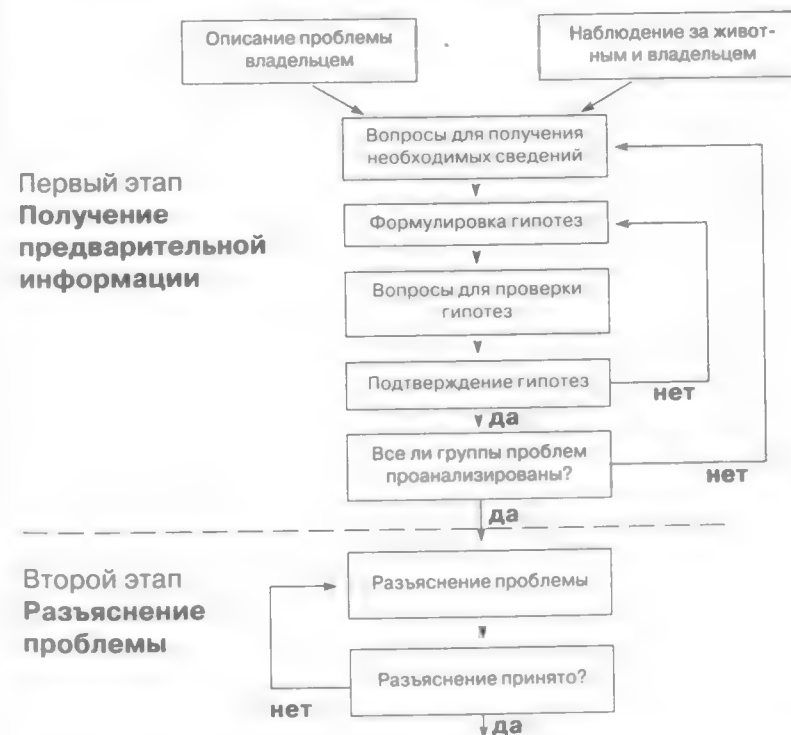 Описание проблемы
владельцем
Наблюдение за живот-
ным и владельцем
Вопросы для получения
необходимых сведений
Первый этап
Получение
предварительной
информации
Формулировка гипотез
Вопросы для проверки
гипотез
Подтверждение гипотез
нет
да
Все ли группы проблем
проанализированы?
нет
да
Второй этап
Разъяснение
проблемы
Разъяснение проблемы
Разъяснение принято?
нет
да